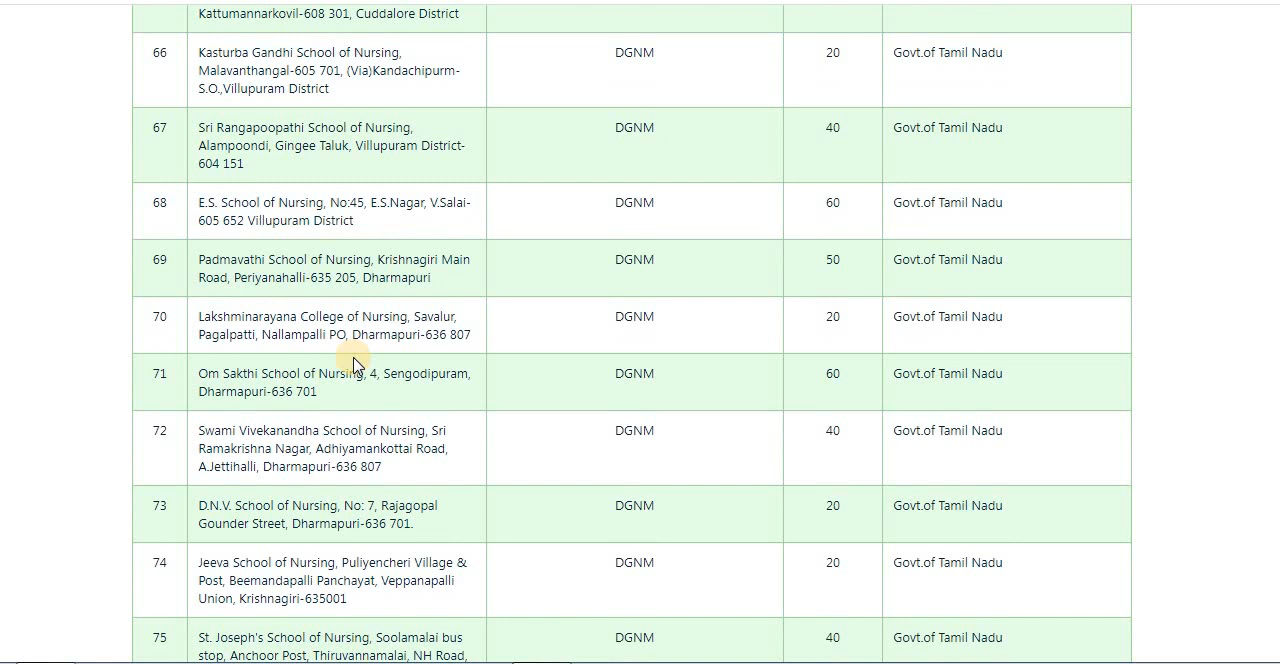 Kattumannarkovil-608 301, Cuddalore District
66 Kasturba Gandhi School of Nursing, DGNM 20 Govt.of Tamil Nadu
Malavanthangal-605 701, (Via)Kandachipurm-
S.O.,Villupuram District
67 Sri Rangapoopathi School of Nursing, DGNM 40 Govt.of Tamil Nadu
Alampoondi, Gingee Taluk, Villupuram District-
604 151
68 E.S. School of Nursing, No:45, E.S.Nagar, V.Salai- DGNM 60 Govt.of Tamil Nadu
605 652 Villupuram District
69 Padmavathi School of Nursing, Krishnagiri Main DGNM 50 Govt.of Tamil Nadu
Road, Periyanahalli-635 205, Dharmapuri
70 Lakshminarayana College of Nursing, Savalur, DGNM 20 Govt.of Tamil Nadu
Pagalpatti, Nallampalli PO, Dharmapuri-636 807
71 Om Sakthi School of Nursing, 4, Sengodipuram, DGNM 60 Govt.of Tamil Nadu
Dharmapuri-636 701
72 Swami Vivekanandha School of Nursing, Sri DGNM 40 Govt.of Tamil Nadu
Ramakrishna Nagar, Adhiyamankottai Road,
A.Jettihalli, Dharmapuri-636 807
73 D.N.V. School of Nursing, No: 7, Rajagopal DGNM 20 Govt.of Tamil Nadu
Gounder Street, Dharmapuri-636 701.
74 Jeeva School of Nursing, Puliyencheri Village & DGNM 20 Govt.of Tamil Nadu
Post, Beemandapalli Panchayat, Veppanapalli
Union, Krishnagiri-635001
75 St. Joseph's School of Nursing, Soolamalai bus DGNM 40 Govt.of Tamil Nadu
stop, Anchoor Post, Thiruvannamalai, NH Road,